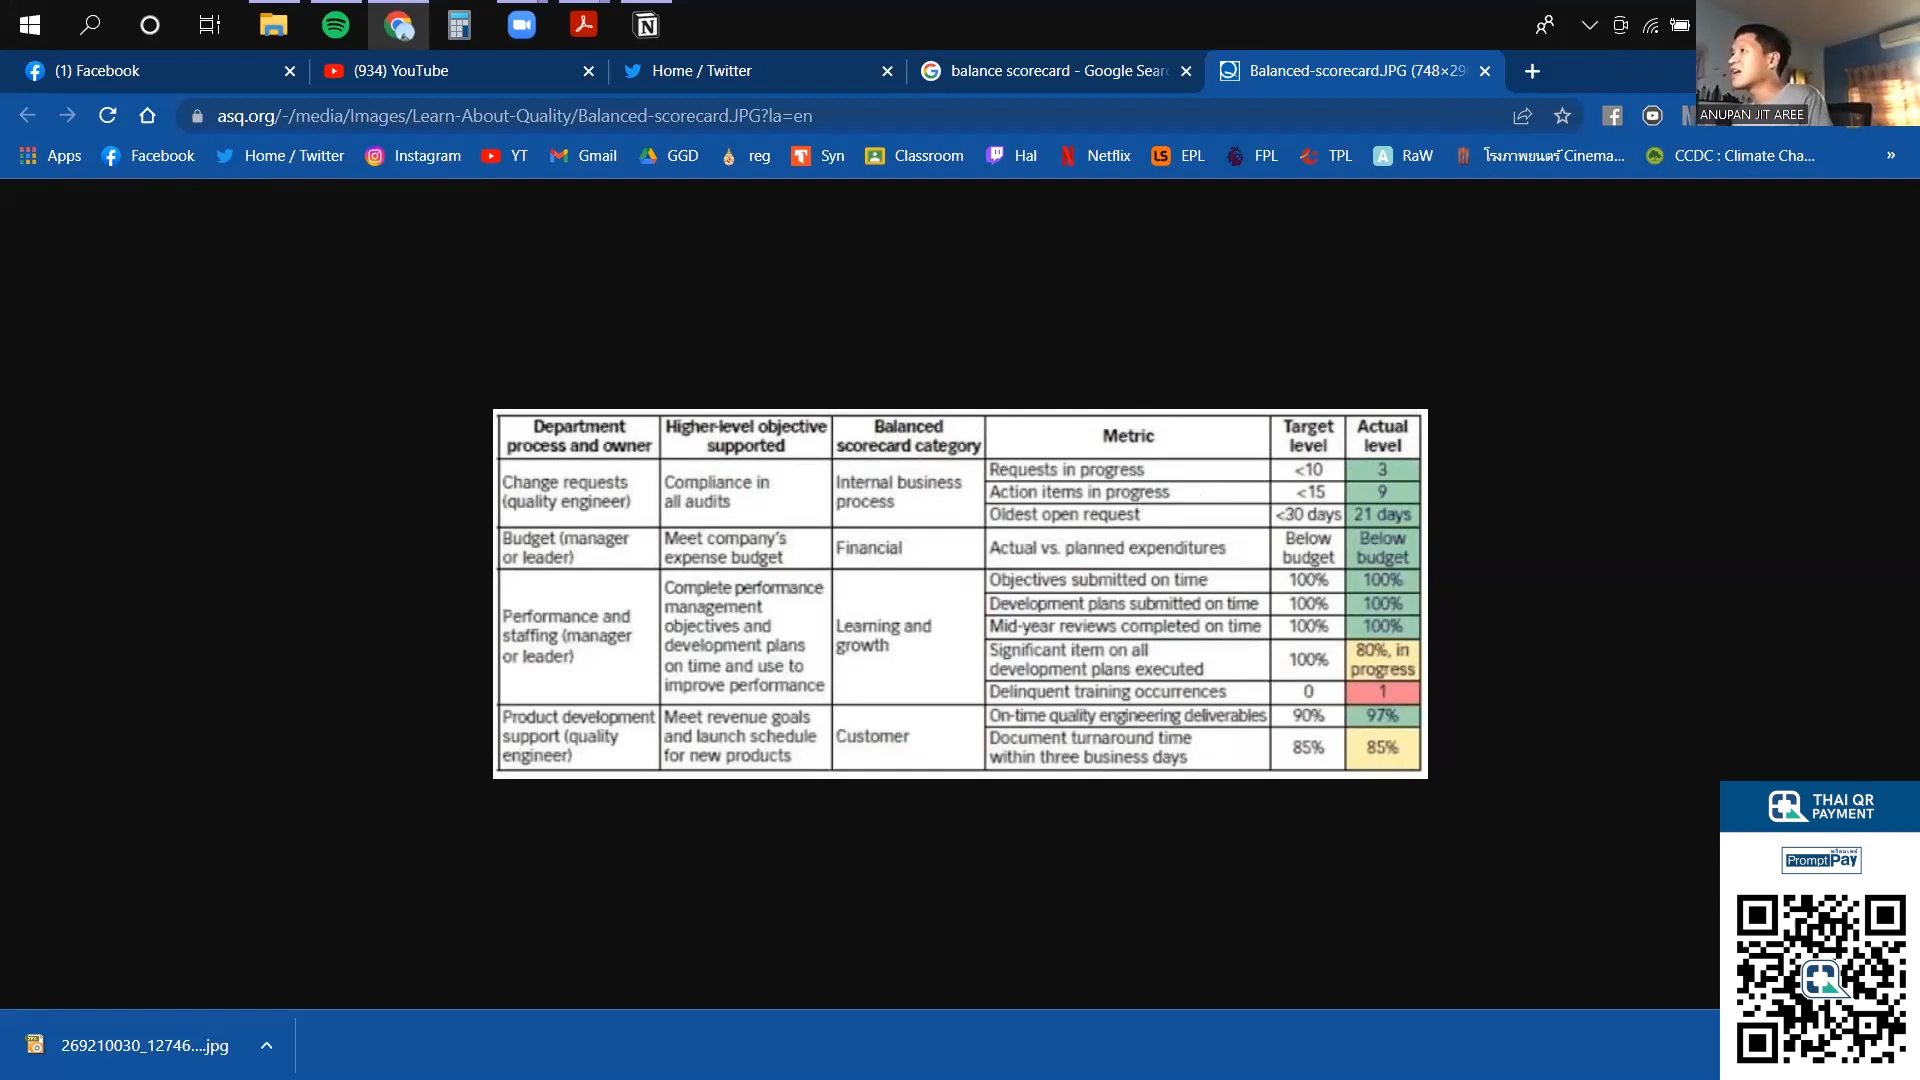 (1) Facebook
(934) YouTube
Home / Twitter
balance scorecard - Google Sear
Balanced-scorecard.JPG (748×29
asq.org/-/media/Images/Learn-About-Quality/Balanced-scorecard.JPG?la=en
ANUPAN JIT AREE
Apps
Facebook
Home / Twitter
Instagram
YT
Gmail
GGD
reg
Syn
Classroom
Hal
Netflix
EPL
FPL
TPL
RaW
โรงภาพยนตร์ Cinema...
CCDC : Climate Cha...
»
Department
process and owner
Higher-level objective
supported
Balanced
scorecard category
Metric
Target
level
Actual
level
Change requests
(quality engineer)
Compliance in
all audits
Internal business
process
Requests in progress
<10
3
Action items in progress
<15
9
Oldest open request
<30 days
21 days
Budget (manager
or leader)
Meet company's
expense budget
Financial
Actual vs. planned expenditures
Below
budget
Below
budget
Performance and
staffing (manager
or leader)
Complete performance
management
objectives and
development plans
on time and use to
improve performance
Learning and
growth
Objectives submitted on time
100%
100%
Development plans submitted on time
100%
100%
Mid-year reviews completed on time
100%
100%
Significant item on all
development plans executed
100%
80%, in
progress
Delinquent training occurrences
0
1
Product development
support (quality
engineer)
Meet revenue goals
and launch schedule
for new products
Customer
On-time quality engineering deliverables
90%
97%
Document turnaround time
within three business days
85%
85%
THAI QR
PAYMENT
พร้อมเพย์
PromptPay
269210030_12746....jpg